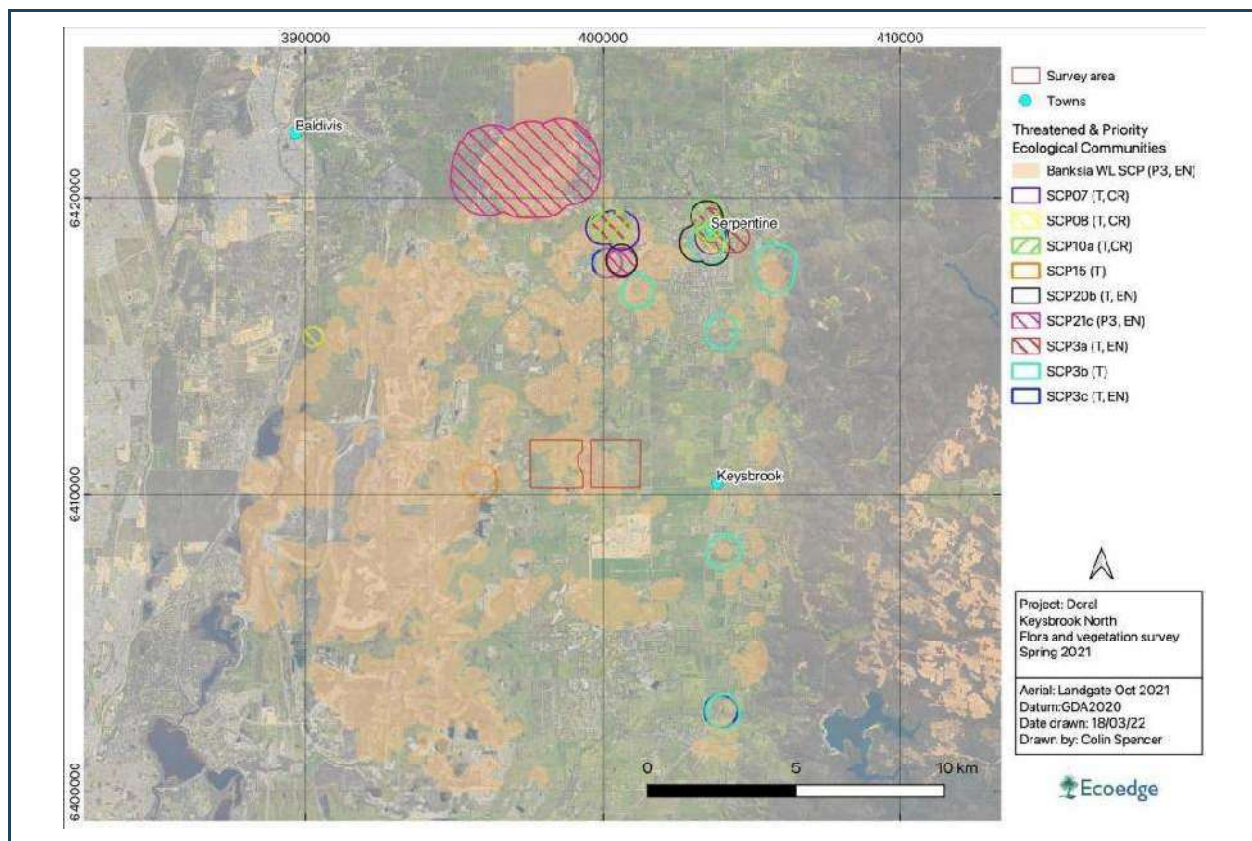 390000 400000 410000
Baldivis
6420000
Serpentine
Keysbrook
6410000
6400000
0 5 10 km
Survey area
Towns
Threatened & Priority
Ecological Communities
Banksia WL SCP (P3, EN)
SCP07 (T, CR)
SCP08 (T, CR)
SCP10a (T,CR)
SCP15 (T)
SCP20b (T, EN)
SCP21c (P3, EN)
SCP3a (T, EN)
SCP3b (T)
SCP3c (T, EN)
Project: Doral
Keysbrook North
Flora and vegetation survey
Spring 2021
Aerial: Landgate Oct 2021
Datum:GDA2020
Date drawn: 18/03/22
Drawn by: Colin Spencer
Ecoedge